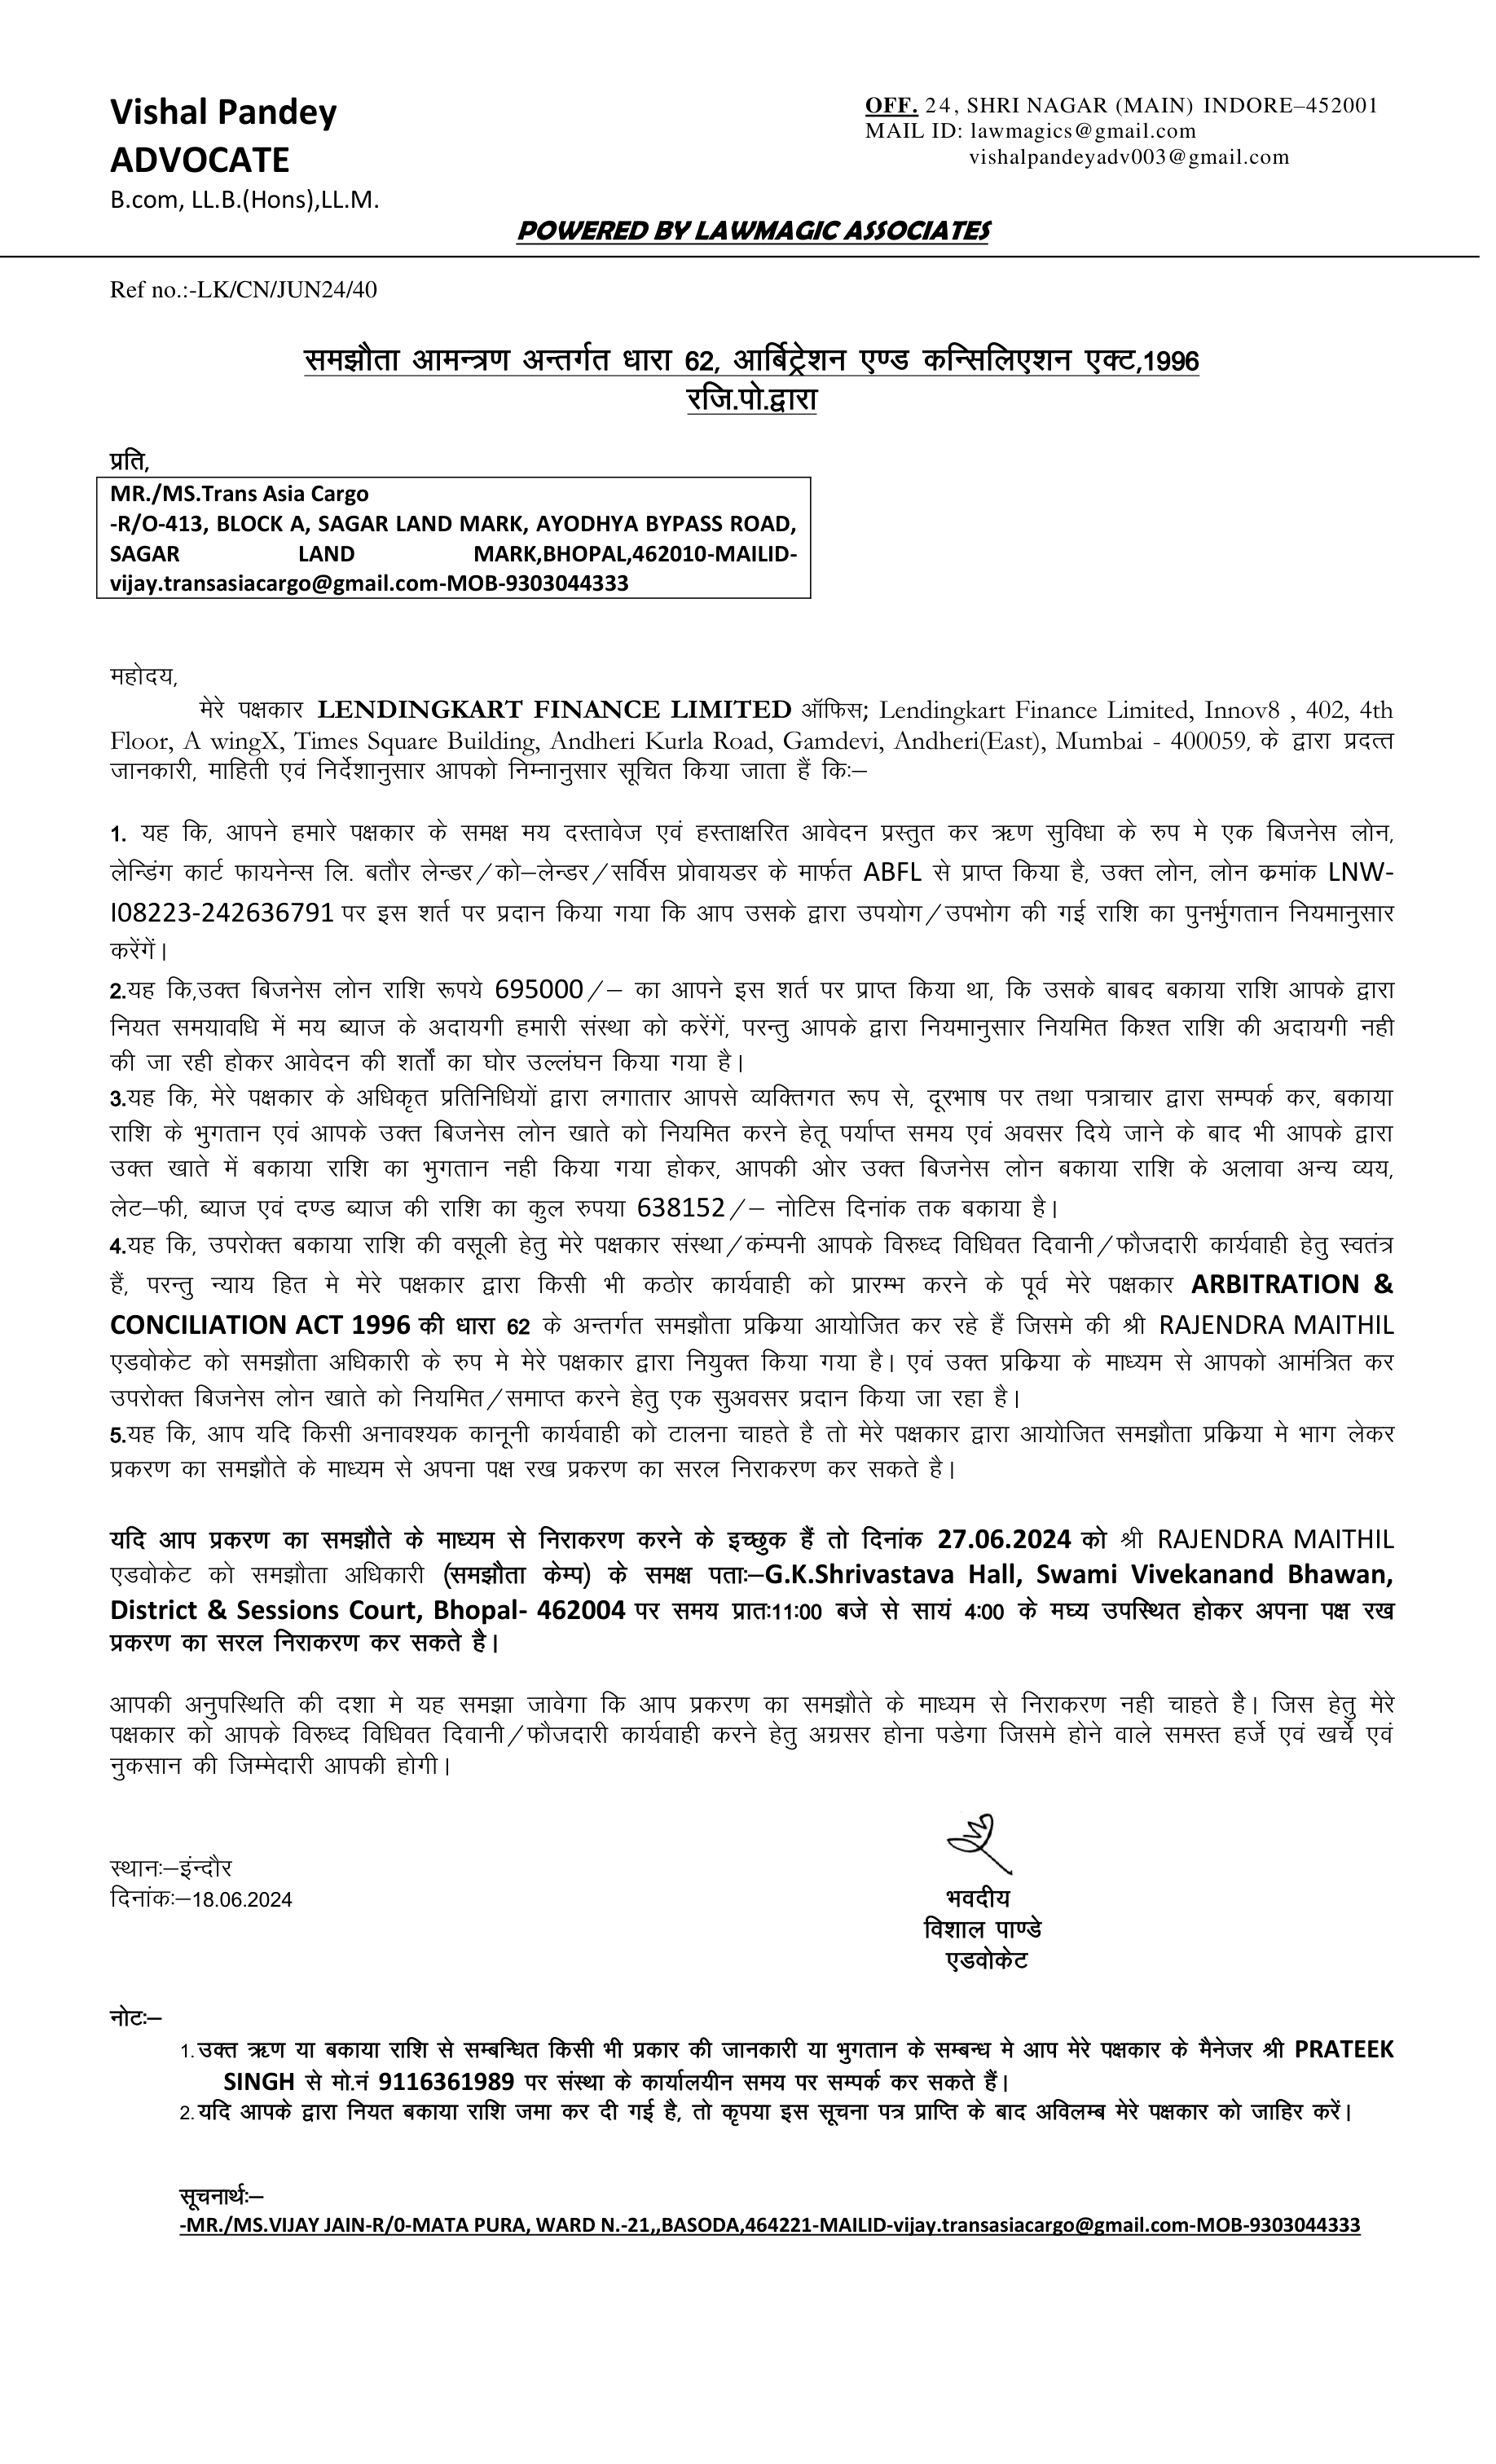 Vishal Pandey
ADVOCATE
B.com, LL.B.(Hons),LL.M.
OFF. 24, SHRI NAGAR (MAIN) INDORE–452001
MAIL ID: lawmagics@gmail.com
vishalpandeyadv003@gmail.com
POWERED BY LAWMAGIC ASSOCIATES
Ref no.:-LK/CN/JUN24/40
समझौता आमन्त्रण अन्तर्गत धारा 62, आर्बिट्रेशन एण्ड कन्सिलिएशन एक्ट,1996
रजि.पो.द्वारा
प्रति,
MR./MS.Trans Asia Cargo
-R/O-413, BLOCK A, SAGAR LAND MARK, AYODHYA BYPASS ROAD,
SAGAR LAND MARK,BHOPAL,462010-MAILID-
vijay.transasiacargo@gmail.com-MOB-9303044333
महोदय,
मेरे पक्षकार LENDINGKART FINANCE LIMITED ऑफिस; Lendingkart Finance Limited, Innov8 , 402, 4th
Floor, A wingX, Times Square Building, Andheri Kurla Road, Gamdevi, Andheri(East), Mumbai - 400059, के द्वारा प्रदत्त
जानकारी, माहिती एवं निर्देशानुसार आपको निम्नानुसार सूचित किया जाता हैं कि:–
1. यह कि, आपने हमारे पक्षकार के समक्ष मय दस्तावेज एवं हस्ताक्षरित आवेदन प्रस्तुत कर ऋण सुविधा के रुप मे एक बिजनेस लोन,
लेन्डिंग कार्ट फायनेन्स लि. बतौर लेन्डर/को–लेन्डर/सर्विस प्रोवायडर के मार्फत ABFL से प्राप्त किया है, उक्त लोन, लोन क्रमांक LNW-
I08223-242636791 पर इस शर्त पर प्रदान किया गया कि आप उसके द्वारा उपयोग/उपभोग की गई राशि का पुनर्भुगतान नियमानुसार
करेंगें।
2.यह कि,उक्त बिजनेस लोन राशि रूपये 695000/– का आपने इस शर्त पर प्राप्त किया था, कि उसके बाबद बकाया राशि आपके द्वारा
नियत समयावधि में मय ब्याज के अदायगी हमारी संस्था को करेंगें, परन्तु आपके द्वारा नियमानुसार नियमित किश्त राशि की अदायगी नही
की जा रही होकर आवेदन की शर्तों का घोर उल्लंघन किया गया है।
3.यह कि, मेरे पक्षकार के अधिकृत प्रतिनिधियों द्वारा लगातार आपसे व्यक्तिगत रूप से, दूरभाष पर तथा पत्राचार द्वारा सम्पर्क कर, बकाया
राशि के भुगतान एवं आपके उक्त बिजनेस लोन खाते को नियमित करने हेतू पर्याप्त समय एवं अवसर दिये जाने के बाद भी आपके द्वारा
उक्त खाते में बकाया राशि का भुगतान नही किया गया होकर, आपकी ओर उक्त बिजनेस लोन बकाया राशि के अलावा अन्य व्यय,
लेट–फी, ब्याज एवं दण्ड ब्याज की राशि का कुल रुपया 638152/– नोटिस दिनांक तक बकाया है।
4.यह कि, उपरोक्त बकाया राशि की वसूली हेतु मेरे पक्षकार संस्था/कंम्पनी आपके विरुध्द विधिवत दिवानी/फौजदारी कार्यवाही हेतु स्वतंत्र
हैं, परन्तु न्याय हित मे मेरे पक्षकार द्वारा किसी भी कठोर कार्यवाही को प्रारम्भ करने के पूर्व मेरे पक्षकार ARBITRATION &
CONCILIATION ACT 1996 की धारा 62 के अन्तर्गत समझौता प्रक्रिया आयोजित कर रहे हैं जिसमे की श्री RAJENDRA MAITHIL
एडवोकेट को समझौता अधिकारी के रुप मे मेरे पक्षकार द्वारा नियुक्त किया गया है। एवं उक्त प्रक्रिया के माध्यम से आपको आमंत्रित कर
उपरोक्त बिजनेस लोन खाते को नियमित/समाप्त करने हेतु एक सुअवसर प्रदान किया जा रहा है।
5.यह कि, आप यदि किसी अनावश्यक कानूनी कार्यवाही को टालना चाहते है तो मेरे पक्षकार द्वारा आयोजित समझौता प्रक्रिया मे भाग लेकर
प्रकरण का समझौते के माध्यम से अपना पक्ष रख प्रकरण का सरल निराकरण कर सकते है।
यदि आप प्रकरण का समझौते के माध्यम से निराकरण करने के इच्छुक हैं तो दिनांक 27.06.2024 को श्री RAJENDRA MAITHIL
एडवोकेट को समझौता अधिकारी (समझौता केम्प) के समक्ष पता:–G.K.Shrivastava Hall, Swami Vivekanand Bhawan,
District & Sessions Court, Bhopal- 462004 पर समय प्रात:11:00 बजे से सायं 4:00 के मघ्य उपस्थित होकर अपना पक्ष रख
प्रकरण का सरल निराकरण कर सकते है।
आपकी अनुपस्थिति की दशा मे यह समझा जावेगा कि आप प्रकरण का समझौते के माध्यम से निराकरण नही चाहते है। जिस हेतु मेरे
पक्षकार को आपके विरुध्द विधिवत दिवानी/फौजदारी कार्यवाही करने हेतु अग्रसर होना पडेगा जिसमे होने वाले समस्त हर्जे एवं खर्चे एवं
नुकसान की जिम्मेदारी आपकी होगी।
स्थान:–इंन्दौर
दिनांक:–18.06.2024
भवदीय
विशाल पाण्डे
एडवोकेट
नोट:–
1.उक्त ऋण या बकाया राशि से सम्बन्धित किसी भी प्रकार की जानकारी या भुगतान के सम्बन्ध मे आप मेरे पक्षकार के मैनेजर श्री PRATEEK
SINGH से मो.नं 9116361989 पर संस्था के कार्यालयीन समय पर सम्पर्क कर सकते हैं।
2.यदि आपके द्वारा नियत बकाया राशि जमा कर दी गई है, तो कृपया इस सूचना पत्र प्राप्ति के बाद अविलम्ब मेरे पक्षकार को जाहिर करें।
सूचनार्थ:–
-MR./MS.VIJAY JAIN-R/0-MATA PURA, WARD N.-21,,BASODA,464221-MAILID-vijay.transasiacargo@gmail.com-MOB-9303044333